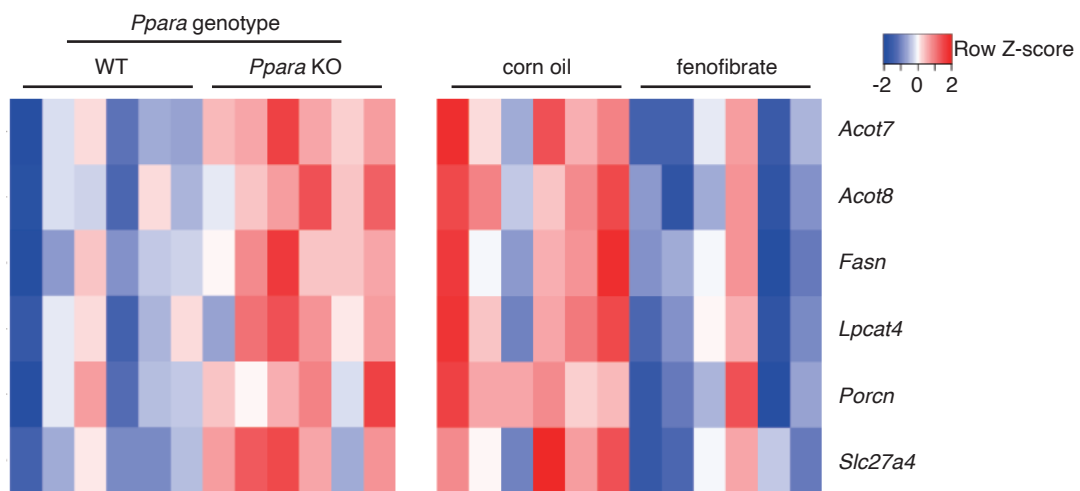 Ppara genotype
WT
Ppara KO
corn oil
fenofibrate
Row Z-score
-2 0 2
Acot7
Acot8
Fasn
Lpcat4
Porcn
Slc27a4